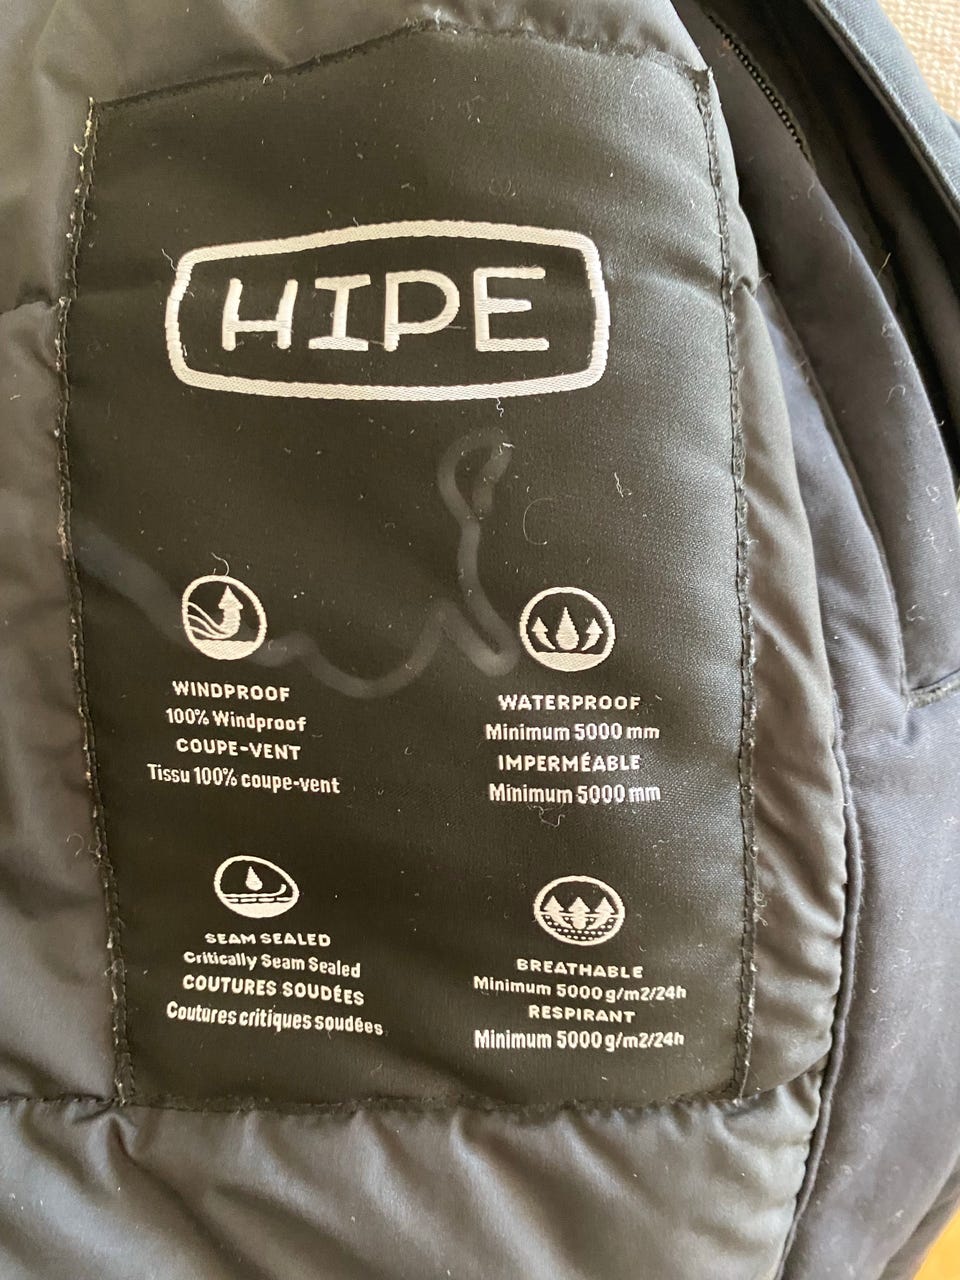 HIPE
WINDPROOF
100% Windproof
COUPE-VENT
Tissu 100% coupe-vent
WATERPROOF
Minimum 5000 mm
IMPERMÉABLE
Minimum 5000 mm
SEAM SEALED
Critically Seam Sealed
COUTURES SOUDÉES
Coutures critiques soudées
BREATHABLE
Minimum 5000 g/m2/24h
RESPIRANT
Minimum 5000 g/m2/24h